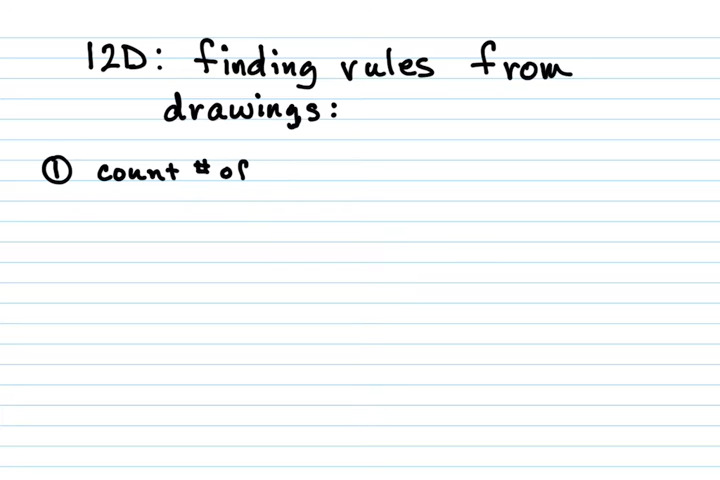 12D: finding rules from
drawings:
① count # of